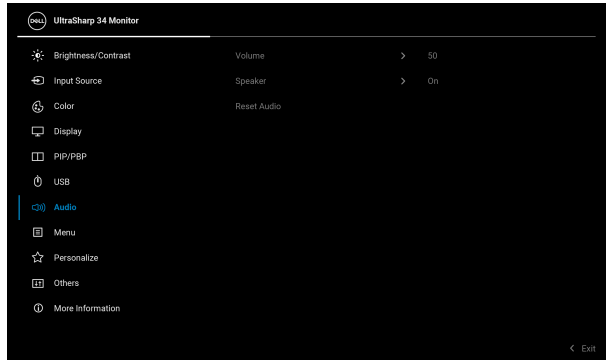 DELL UltraSharp 34 Monitor
Brightness/Contrast Volume > 50
Input Source Speaker > On
Color Reset Audio
Display
PIP/PBP
USB
Audio
Menu
Personalize
Others
More Information
< Exit